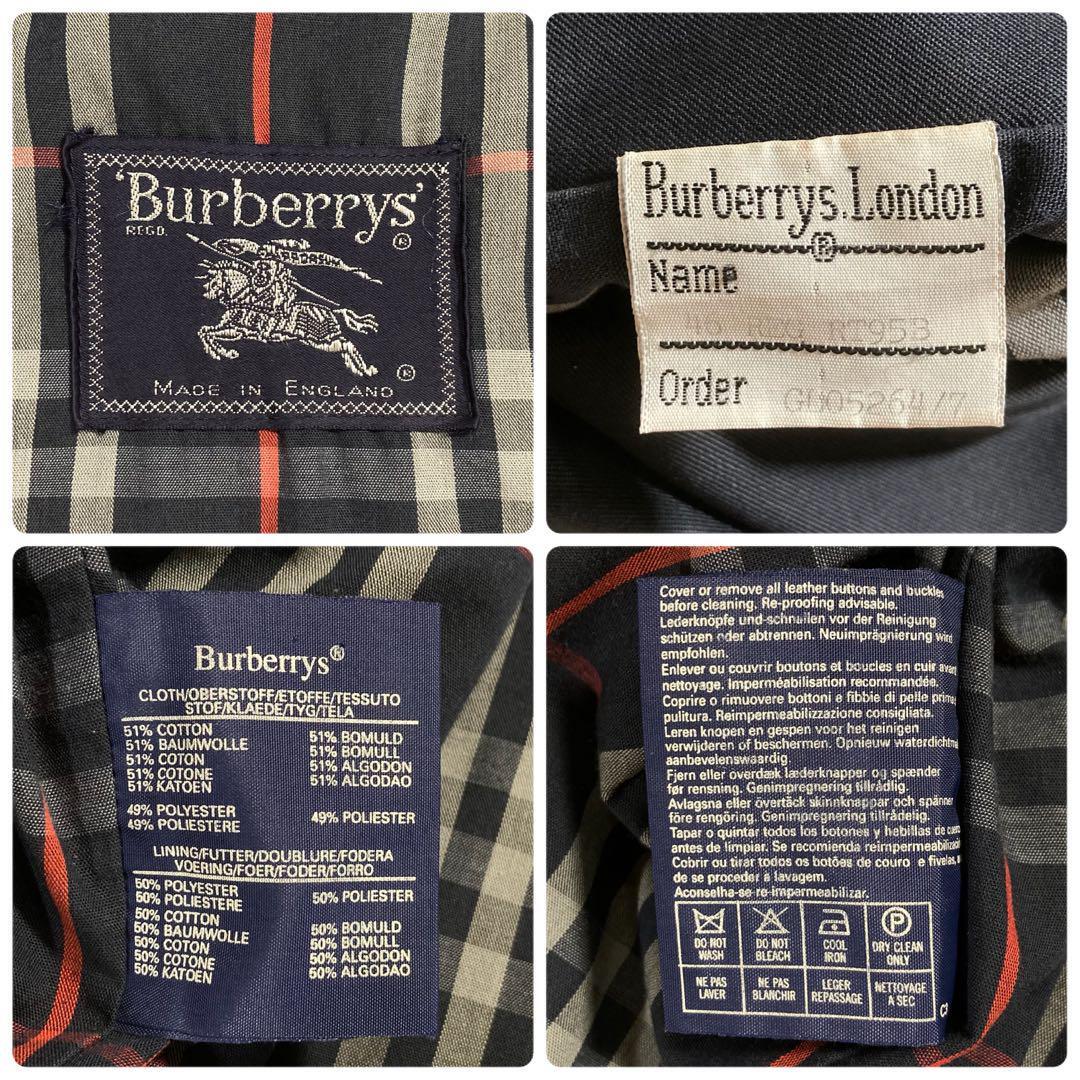 'Burberrys'
REGD.
®
PRORSUM
®
MADE IN ENGLAND
Burberrys.London
®
Name
Order
Burberrys®
CLOTH/OBERSTOFF/ETOFFE/TESSUTO
STOF/KLAEDE/TYG/TELA
51% COTTON
51% BAUMWOLLE
51% COTON
51% COTONE
51% KATOEN
51% BOMULD
51% BOMULL
51% ALGODON
51% ALGODAO
49% POLYESTER
49% POLIESTERE
49% POLIESTER
LINING/FUTTER/DOUBLURE/FODERA
VOERING/FOER/FODER/FORRO
50% POLYESTER
50% POLIESTERE
50% POLIESTER
50% COTTON
50% BAUMWOLLE
50% COTON
50% COTONE
50% KATOEN
50% BOMULD
50% BOMULL
50% ALGODON
50% ALGODAO
Cover or remove all leather buttons and buckles
before cleaning. Re-proofing advisable.
Lederknöpfe und-schnallen vor der Reinigung
schützen oder abtrennen. Neuimprägnierung wird
empfohlen.
Enlever ou couvrir boutons et boucles en cuir avant
nettoyage. Imperméabilisation recommandée.
Coprire o rimuovere bottoni e fibbie di pelle prima
pulitura. Reimpermeabilizzazione consigliata.
Leren knopen en gespen voor het reinigen
verwijderen of beschermen. Opnieuw waterdichtm
aanbevelenswaardig.
Fjern eller overdæk læderknapper og spænder
før rensning. Genimpregnering tillrådlig.
Avlagsna eller övertäck skinnknappar och spännen
före rengöring. Genimpregnering tillrådelig.
Tapar o quintar todos los botones y hebillas de cuero
antes de limpiar. Se recomienda reimpermeabiliza
Cobrir ou tirar todos os botões de couro e fivelas,
de se proceder a lavagem.
Aconselha-se re-impermeabilizar.
DO NOT WASH
DO NOT BLEACH
COOL IRON
P
DRY CLEAN ONLY
NE PAS LAVER
NE PAS BLANCHIR
LEGER REPASSAGE
NETTOYAGE A SEC